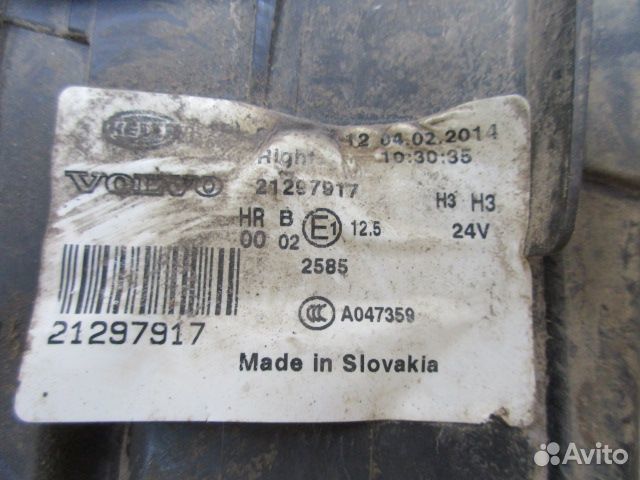 HELLA
12 04.02.2014
Right 10:30:35
VOLVO 21297917
HR B E1 12.5 H3 H3
00 02 24V
2585
CCC A047359
21297917
Made in Slovakia
Avito